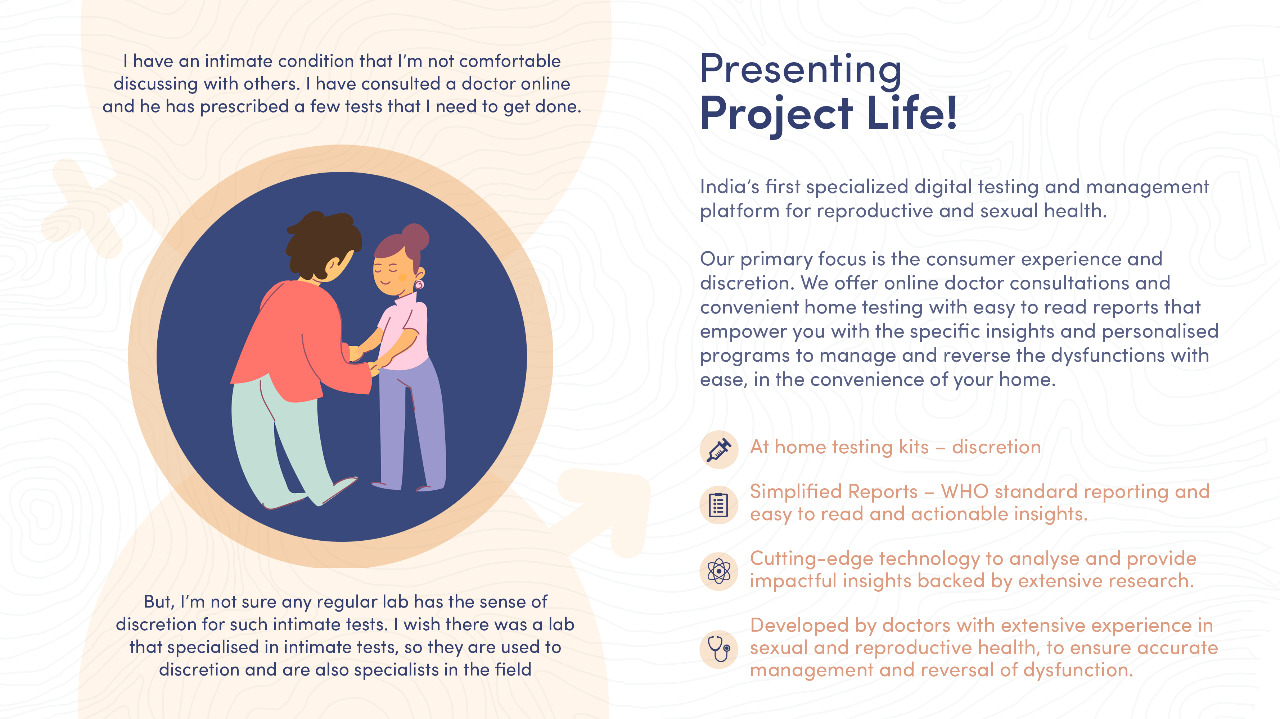 I have an intimate condition that I'm not comfortable
discussing with others. I have consulted a doctor online
and he has prescribed a few tests that I need to get done.
But, I'm not sure any regular lab has the sense of
discretion for such intimate tests. I wish there was a lab
that specialised in intimate tests, so they are used to
discretion and are also specialists in the field
Presenting
Project Life!
India's first specialized digital testing and management
platform for reproductive and sexual health.
Our primary focus is the consumer experience and
discretion. We offer online doctor consultations and
convenient home testing with easy to read reports that
empower you with the specific insights and personalised
programs to manage and reverse the dysfunctions with
ease, in the convenience of your home.
At home testing kits – discretion
Simplified Reports – WHO standard reporting and
easy to read and actionable insights.
Cutting-edge technology to analyse and provide
impactful insights backed by extensive research.
Developed by doctors with extensive experience in
sexual and reproductive health, to ensure accurate
management and reversal of dysfunction.